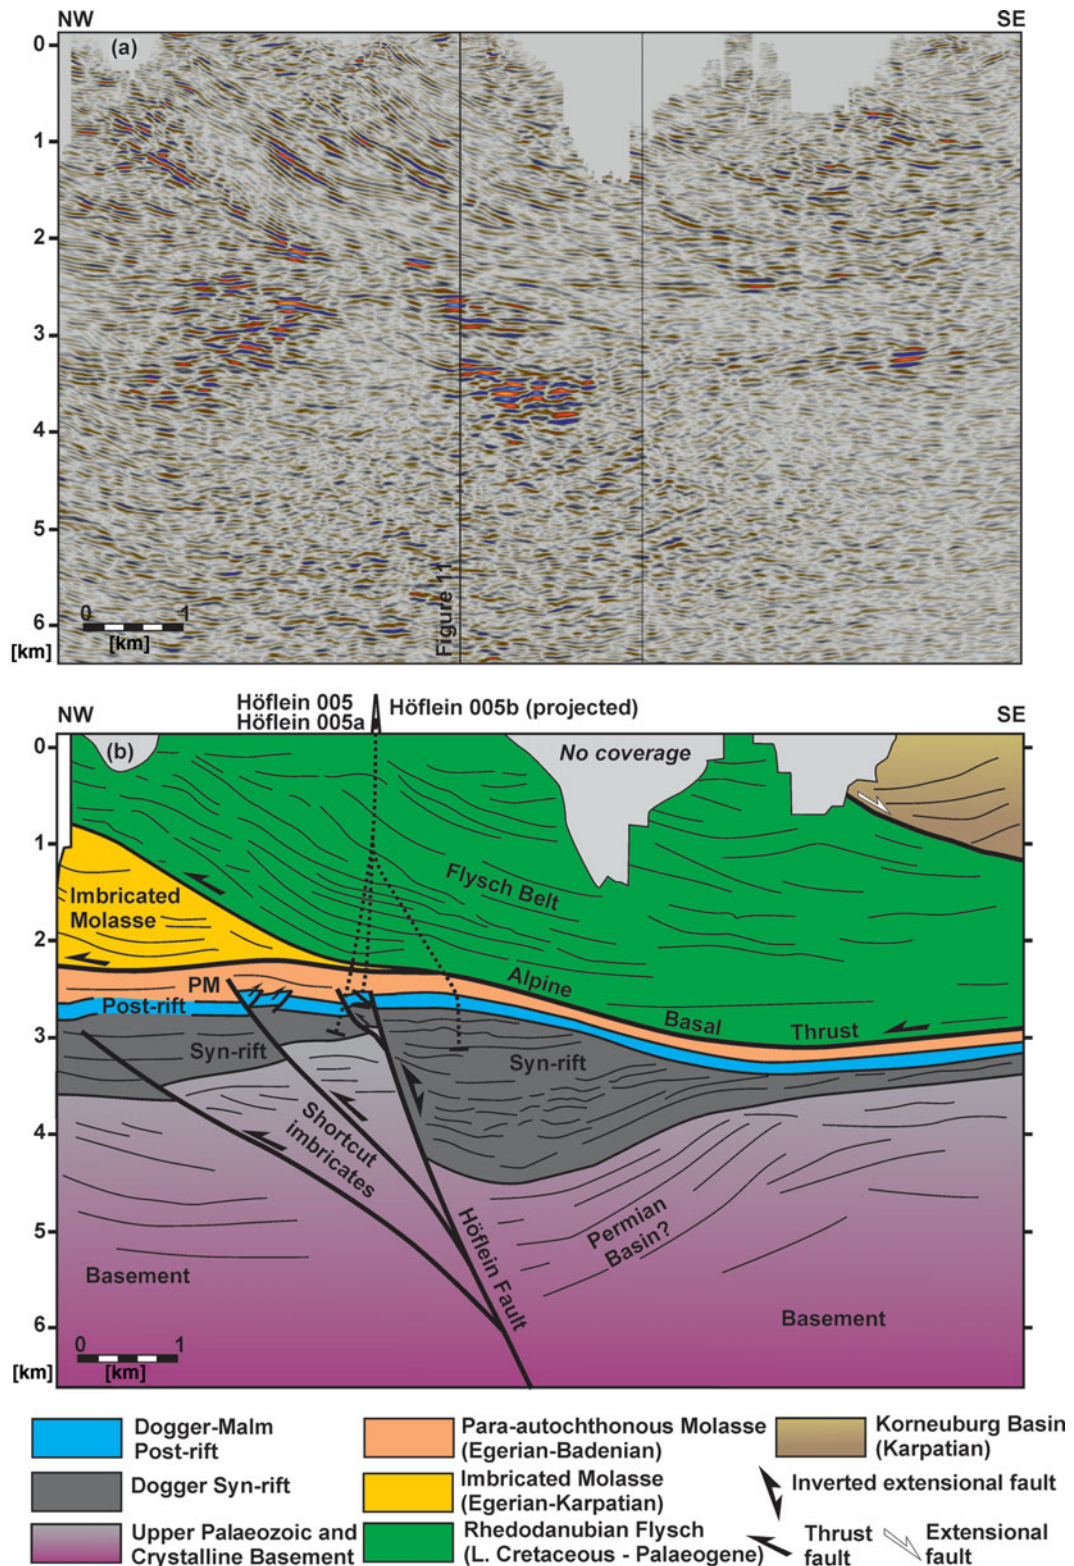 NW
SE
(a)
0
1
2
3
4
5
6
[km]
0 1
[km]
Figure 11
Höflein 005
Höflein 005a
Höflein 005b (projected)
NW
SE
(b)
0
1
2
3
4
5
6
[km]
No coverage
Imbricated
Molasse
Flysch Belt
Alpine
Basal
Thrust
PM
Post-rift
Syn-rift
Syn-rift
Shortcut
imbricates
Höflein Fault
Permian
Basin?
Basement
Basement
0 1
[km]
Dogger-Malm
Post-rift
Dogger Syn-rift
Upper Palaeozoic and
Crystalline Basement
Para-autochthonous Molasse
(Egerian-Badenian)
Imbricated Molasse
(Egerian-Karpatian)
Rhedodanubian Flysch
(L. Cretaceous - Palaeogene)
Korneuburg Basin
(Karpatian)
Inverted extensional fault
Thrust
fault
Extensional
fault